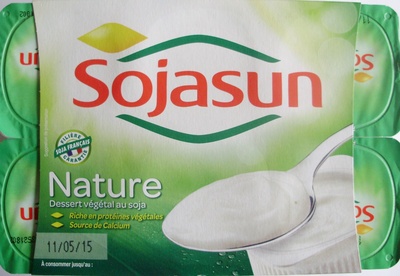 Sojasun
FILIÈRE
SOJA FRANÇAIS
GARANTIE
Nature
Dessert végétal au soja
Riche en protéines végétales
Source de Calcium
11/05/15
À consommer jusqu'au :